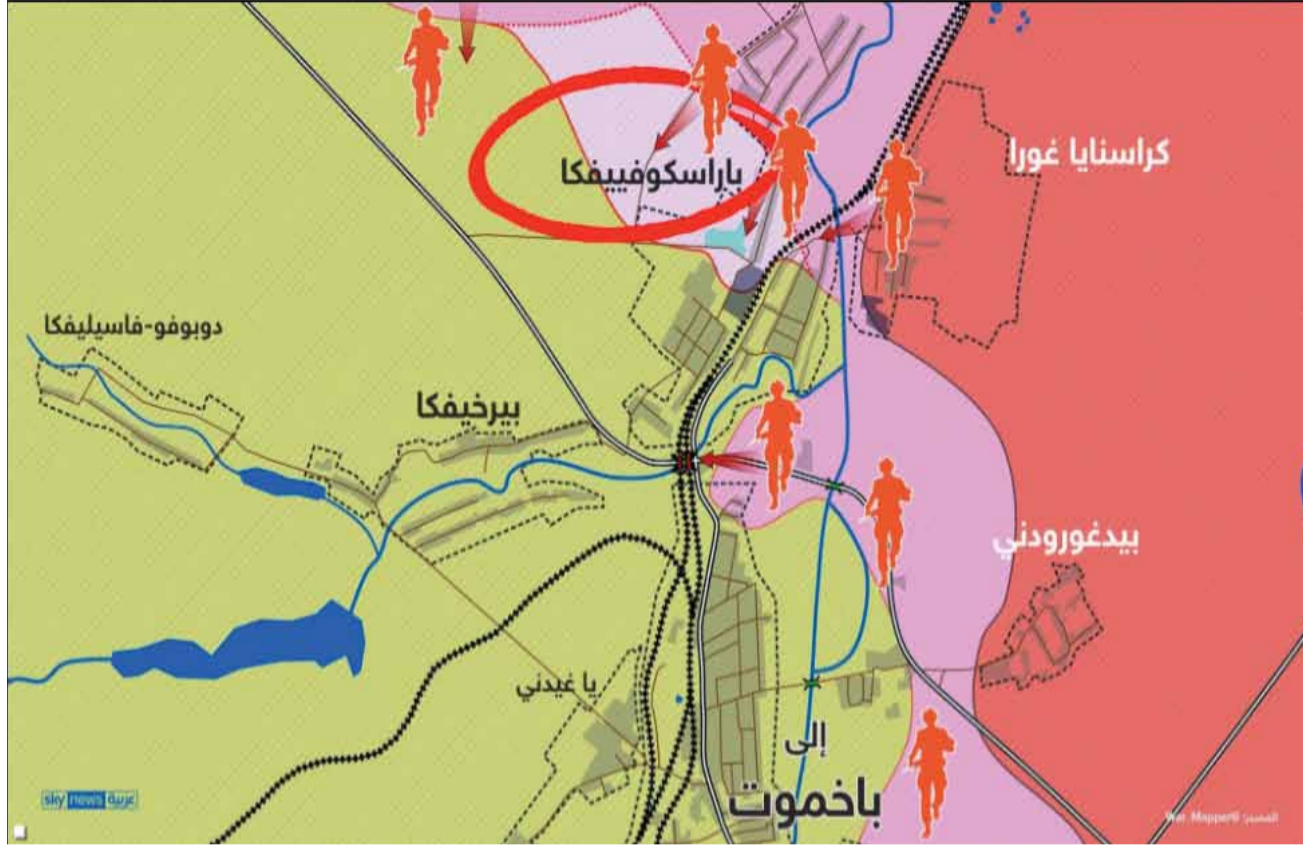 كراسنايا غورا
باراسكوفييفكا
دوبوفو-فاسيليفكا
بيرخيفكا
بيدغورودني
يا غيدني
إلى
باخموت
sky news عربية
المصدر: War_Mapper®